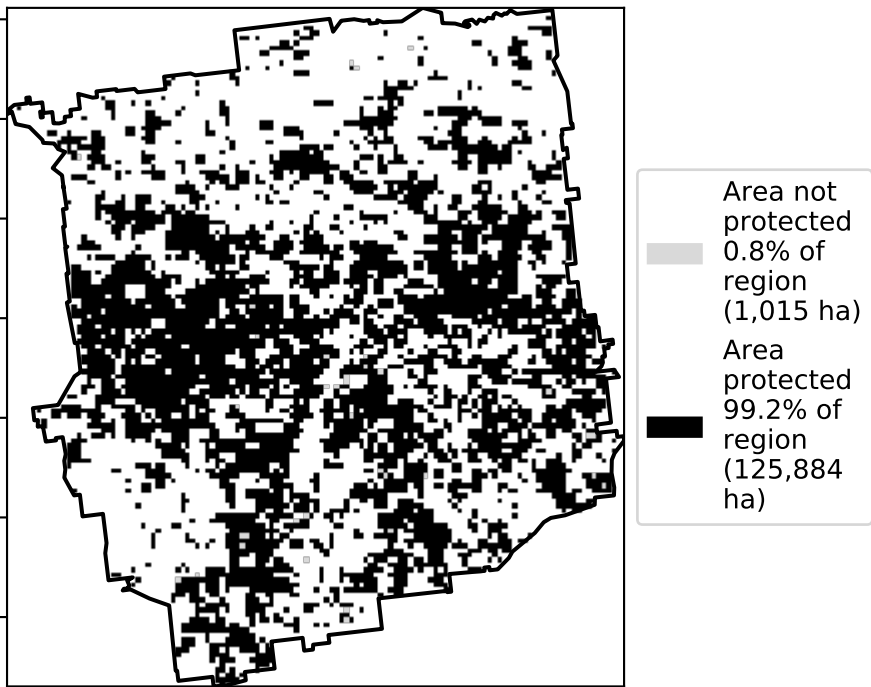 Area not
protected
0.8% of
region
(1,015 ha)
Area
protected
99.2% of
region
(125,884
ha)